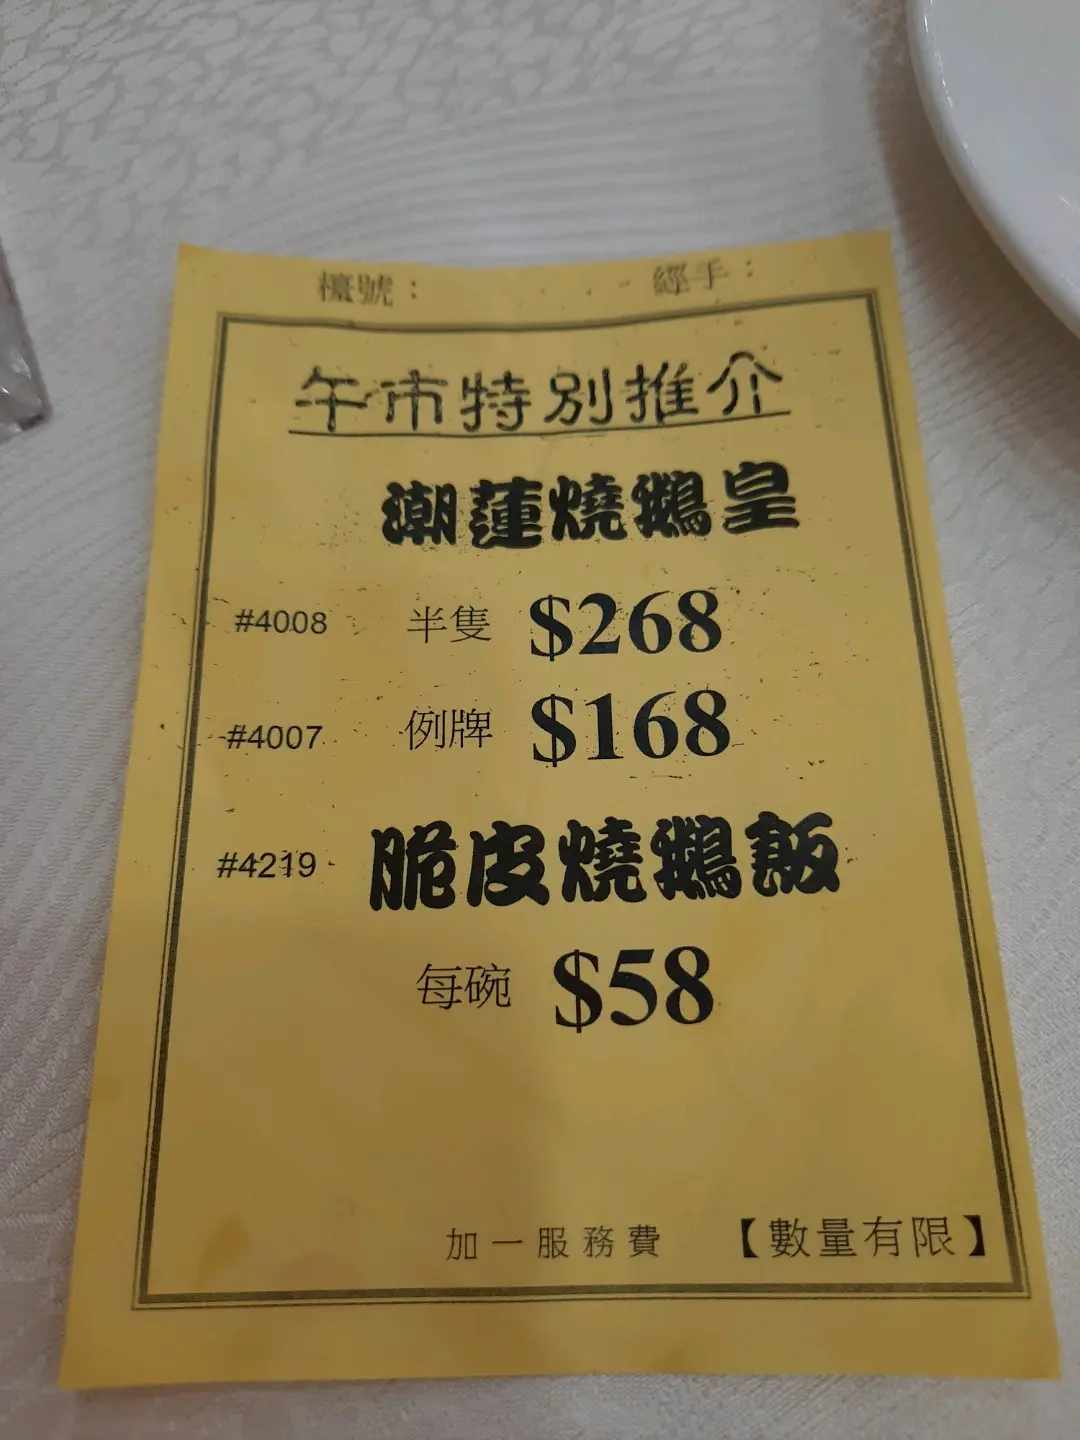 檯號： 經手：
午市特別推介
潮蓮燒鵝皇
#4008 半隻 $268
#4007 例牌 $168
#4219 脆皮燒鵝飯
每碗 $58
加一服務費 【數量有限】